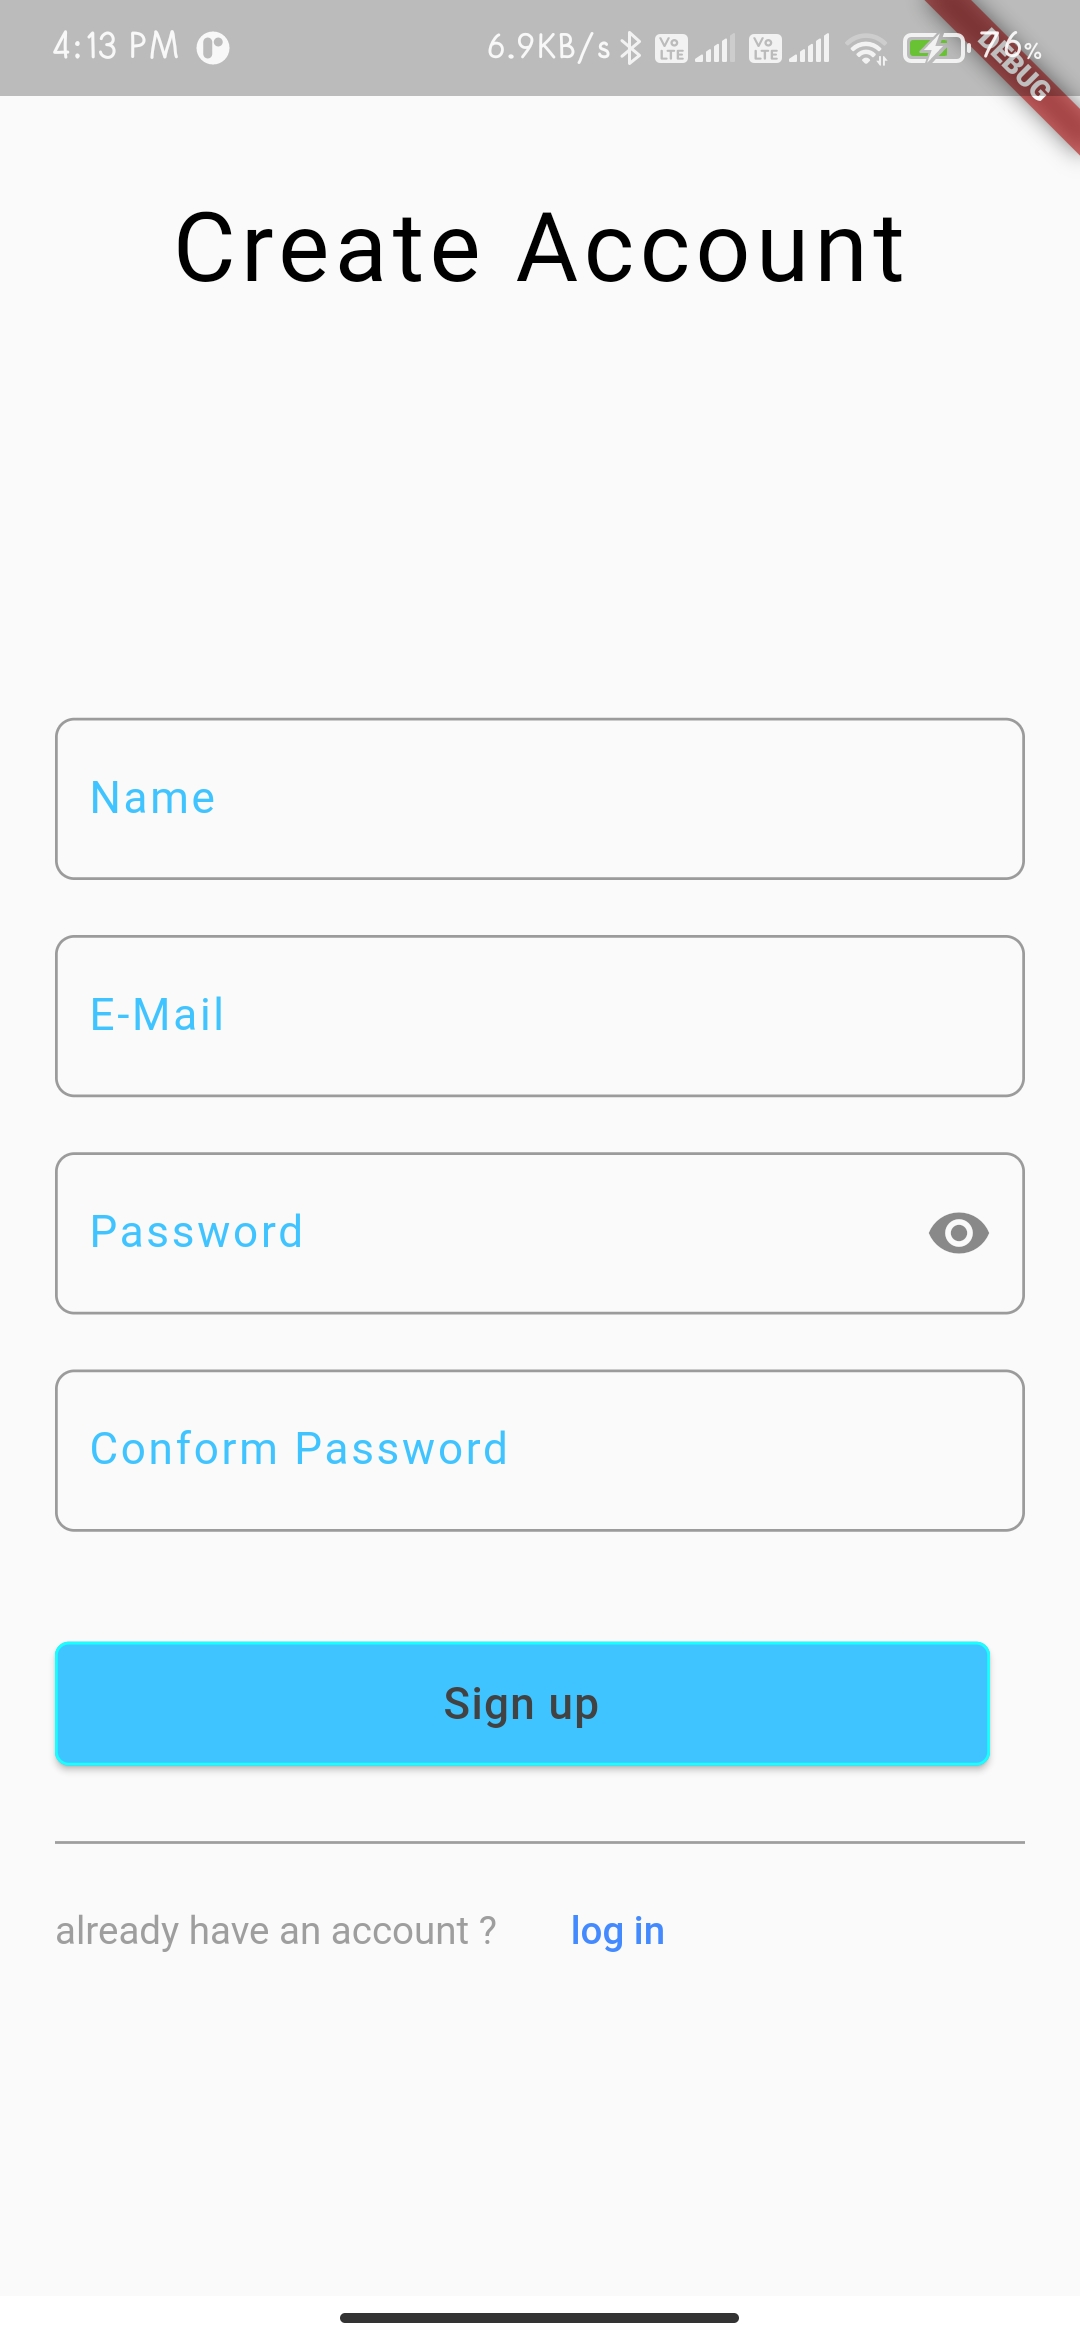 4:13 PM
6.9KB/s Vo LTE Vo LTE 76%
DEBUG
Create Account
Name
E-Mail
Password
Conform Password
Sign up
already have an account ? log in